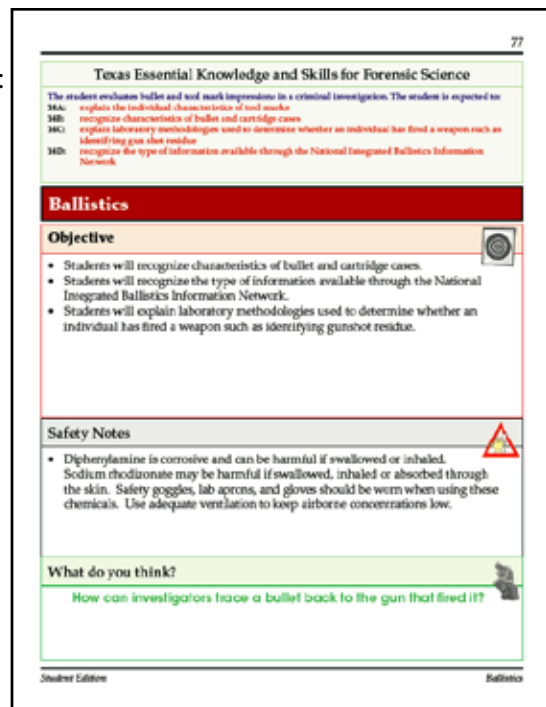 :
77
Texas Essential Knowledge and Skills for Forensic Science
The student evaluates bullet and tool mark impressions in a criminal investigation. The student is expected to:
14A: explain the individual characteristics of tool marks
14B: recognize characteristics of bullet and cartridge cases
14C: explain laboratory methodologies used to determine whether an individual has fired a weapon such as
identifying gun shot residue
14D: recognize the type of information available through the National Integrated Ballistics Information
Network
Ballistics
Objective
• Students will recognize characteristics of bullet and cartridge cases.
• Students will recognize the type of information available through the National
Integrated Ballistics Information Network.
• Students will explain laboratory methodologies used to determine whether an
individual has fired a weapon such as identifying gunshot residue.
Safety Notes
• Diphenylamine is corrosive and can be harmful if swallowed or inhaled.
Sodium rhodizonate may be harmful if swallowed, inhaled or absorbed through
the skin. Safety goggles, lab aprons, and gloves should be worn when using these
chemicals. Use adequate ventilation to keep airborne concentrations low.
What do you think?
How can investigators trace a bullet back to the gun that fired it?
Student Edition
Ballistics